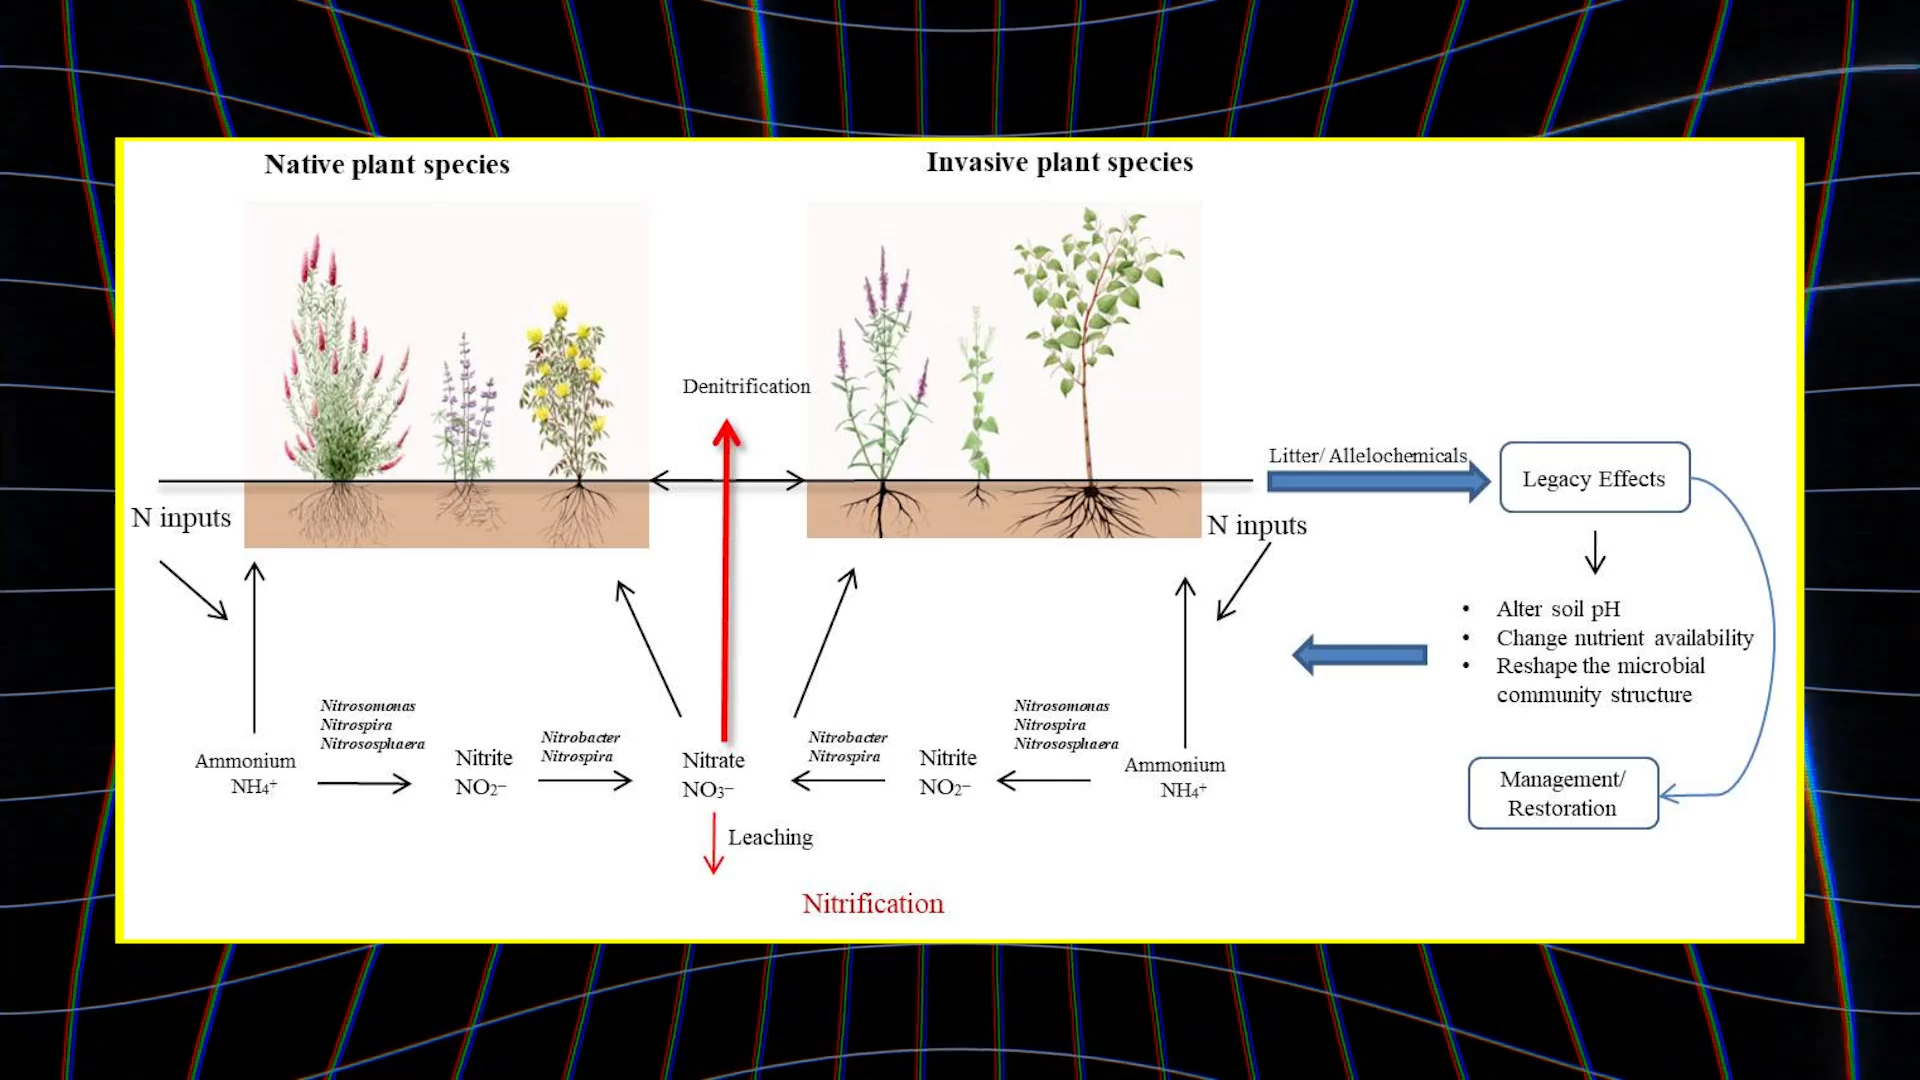 Native plant species
Invasive plant species
Denitrification
Litter/ Allelochemicals
Legacy Effects
N inputs
N inputs
• Alter soil pH
• Change nutrient availability
• Reshape the microbial
community structure
Nitrosomonas
Nitrospira
Nitrososphaera
Nitrobacter
Nitrospira
Nitrobacter
Nitrospira
Nitrosomonas
Nitrospira
Nitrososphaera
Ammonium
NH₄⁺
Nitrite
NO₂⁻
Nitrate
NO₃⁻
Nitrite
NO₂⁻
Ammonium
NH₄⁺
Management/
Restoration
Leaching
Nitrification